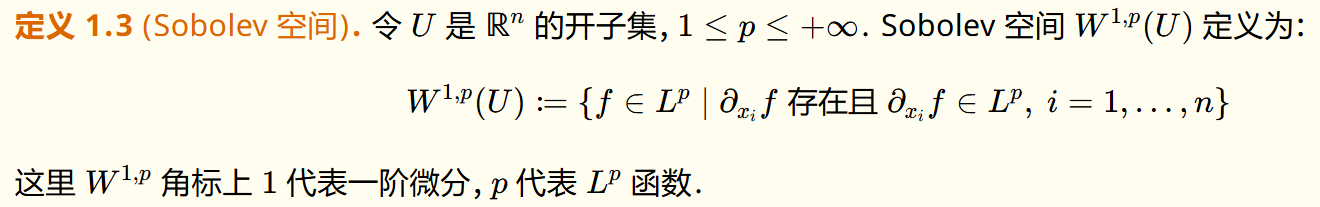 定义 1.3 (Sobolev 空间). 令 U 是 ℝⁿ 的开子集, 1 ≤ p ≤ +∞. Sobolev 空间 W^{1,p}(U) 定义为:
W^{1,p}(U) := {f ∈ L^p | ∂_{x_i} f 存在且 ∂_{x_i} f ∈ L^p, i = 1, . . . , n}
这里 W^{1,p} 角标上 1 代表一阶微分, p 代表 L^p 函数.